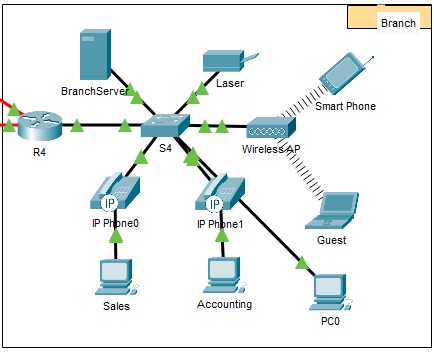 Branch
BranchServer
Laser
Smart Phone
R4
S4
Wireless AP
IP
IP Phone0
IP
IP Phone1
Guest
Sales
Accounting
PC0